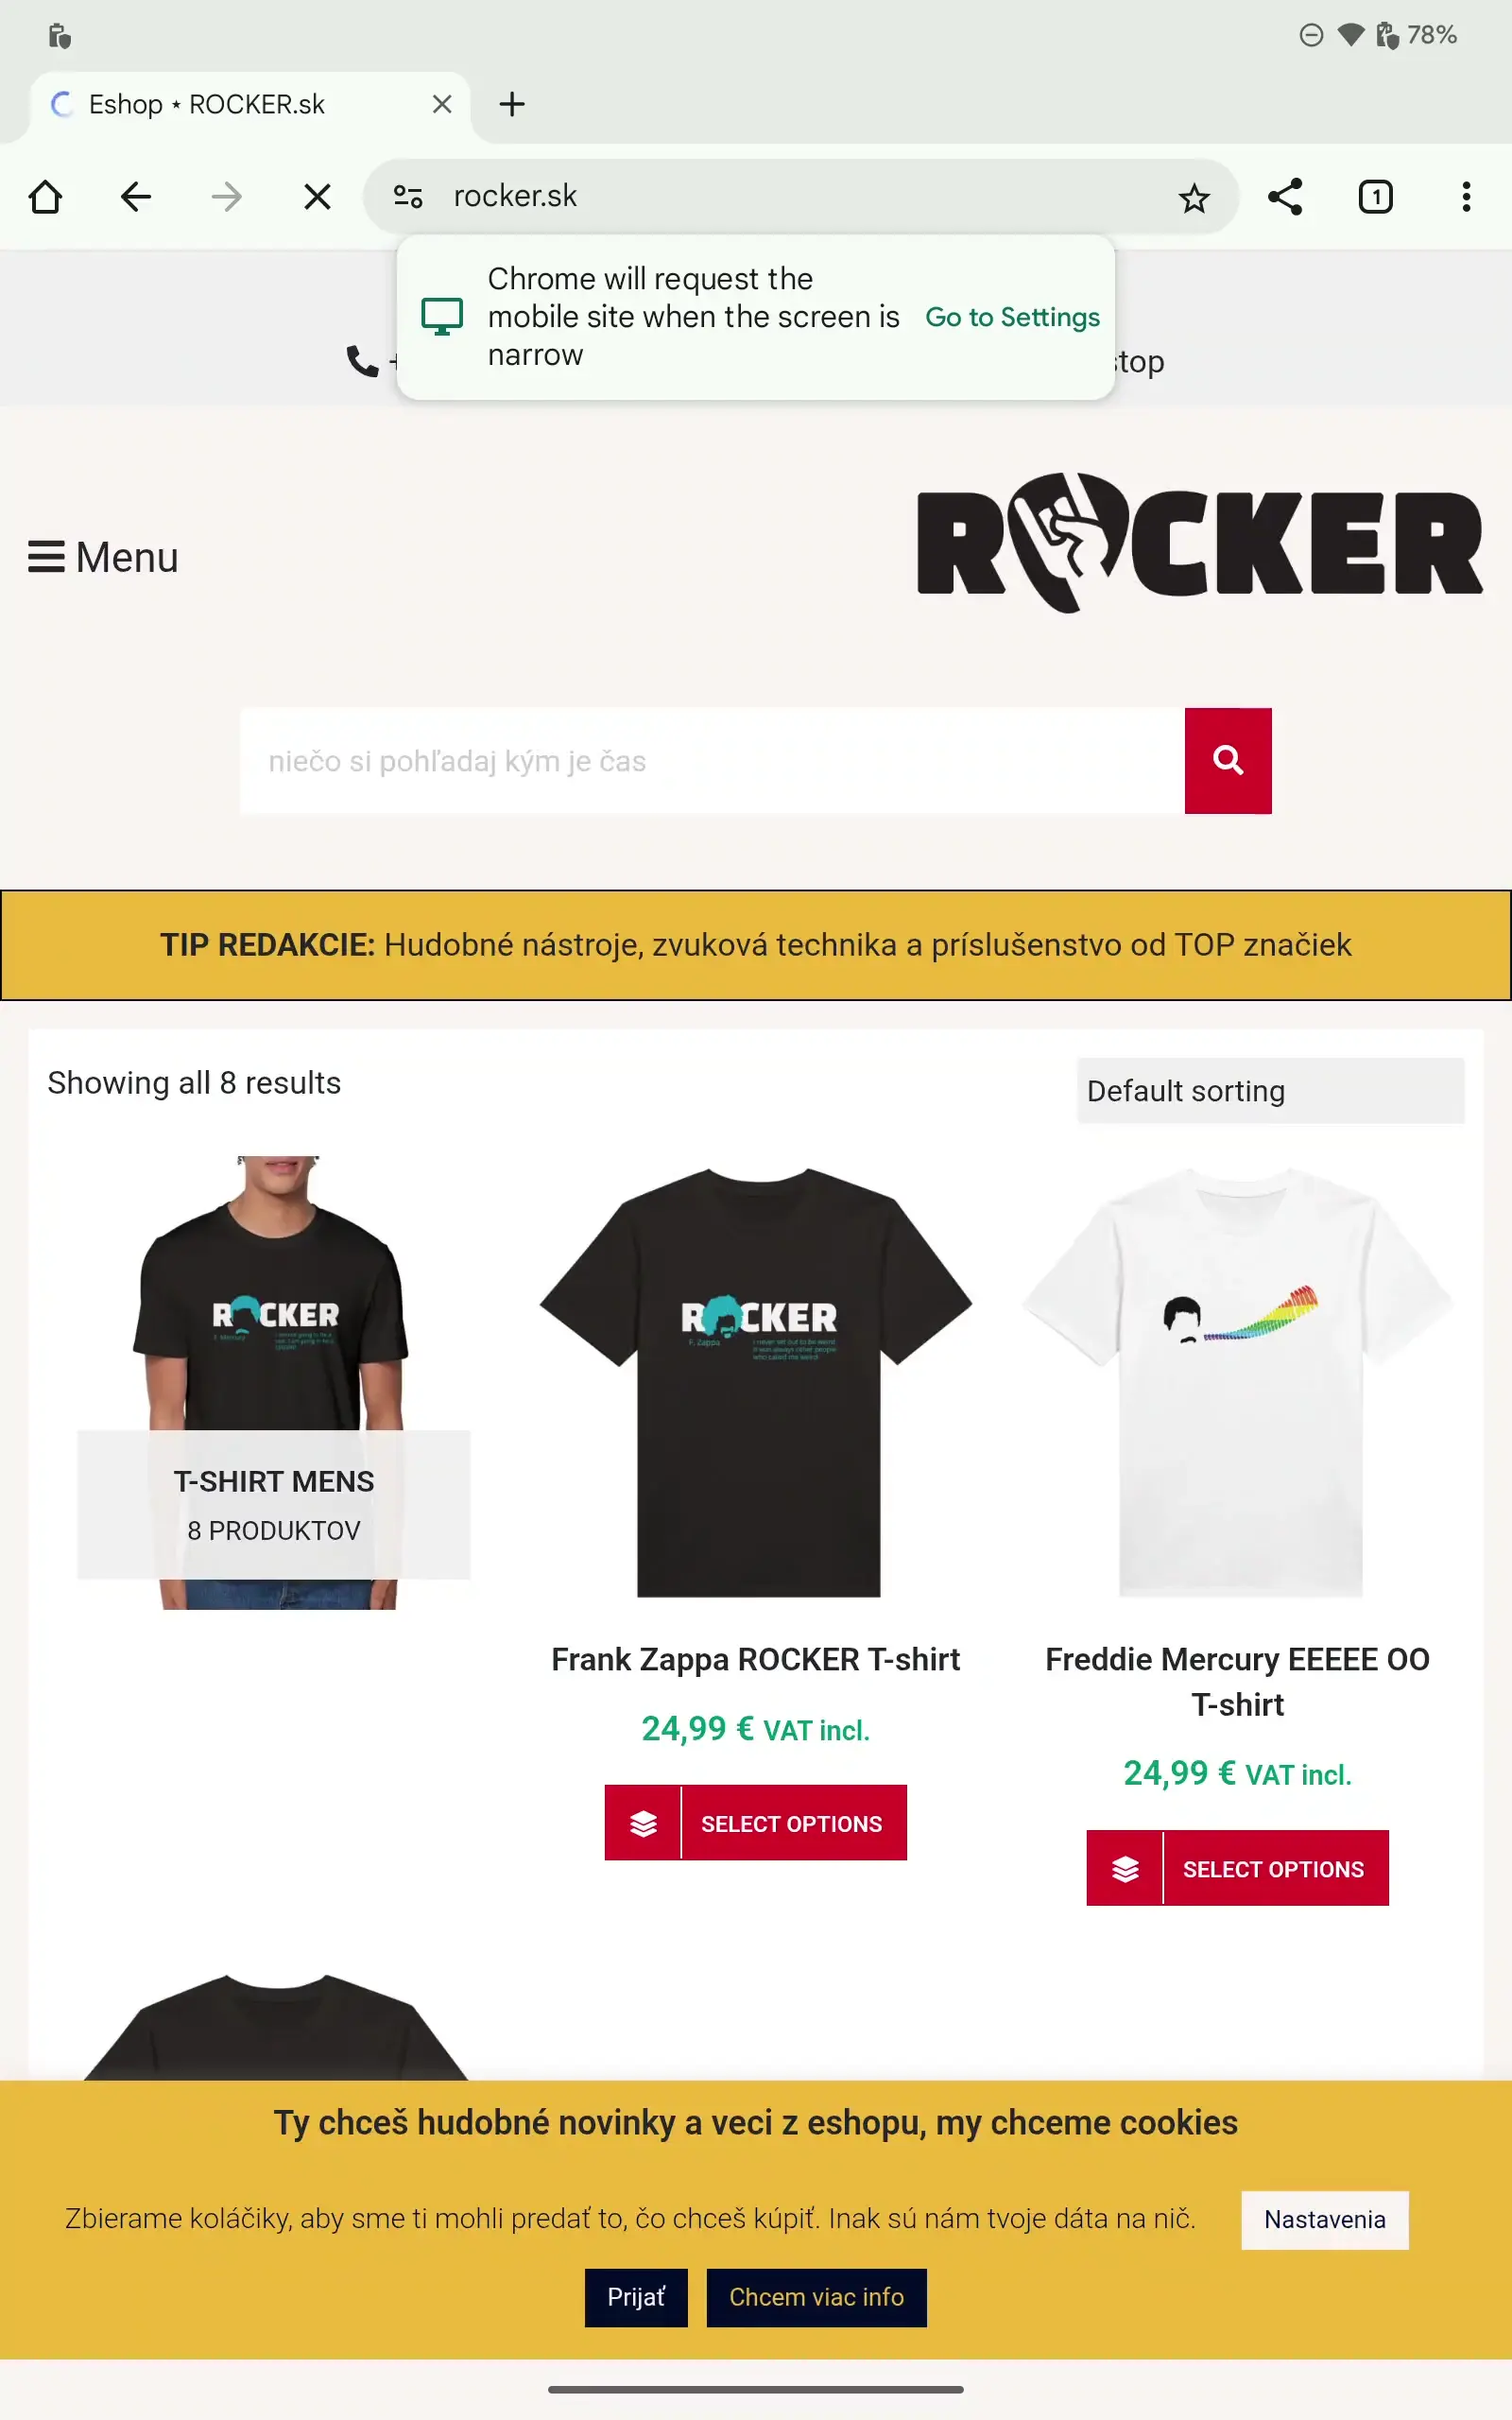 78%
Eshop ⋆ ROCKER.sk
rocker.sk
1
Chrome will request the
mobile site when the screen is
narrow
Go to Settings
stop
Menu
ROCKER
niečo si pohľadaj kým je čas
TIP REDAKCIE: Hudobné nástroje, zvuková technika a príslušenstvo od TOP značiek
Showing all 8 results
Default sorting
ROCKER
ROCKER
F. Zappa
T-SHIRT MENS
8 PRODUKTOV
Frank Zappa ROCKER T-shirt
24,99 € VAT incl.
SELECT OPTIONS
Freddie Mercury EEEEE OO
T-shirt
24,99 € VAT incl.
SELECT OPTIONS
Ty chceš hudobné novinky a veci z eshopu, my chceme cookies
Zbierame koláčiky, aby sme ti mohli predať to, čo chceš kúpiť. Inak sú nám tvoje dáta na nič.
Nastavenia
Prijať
Chcem viac info